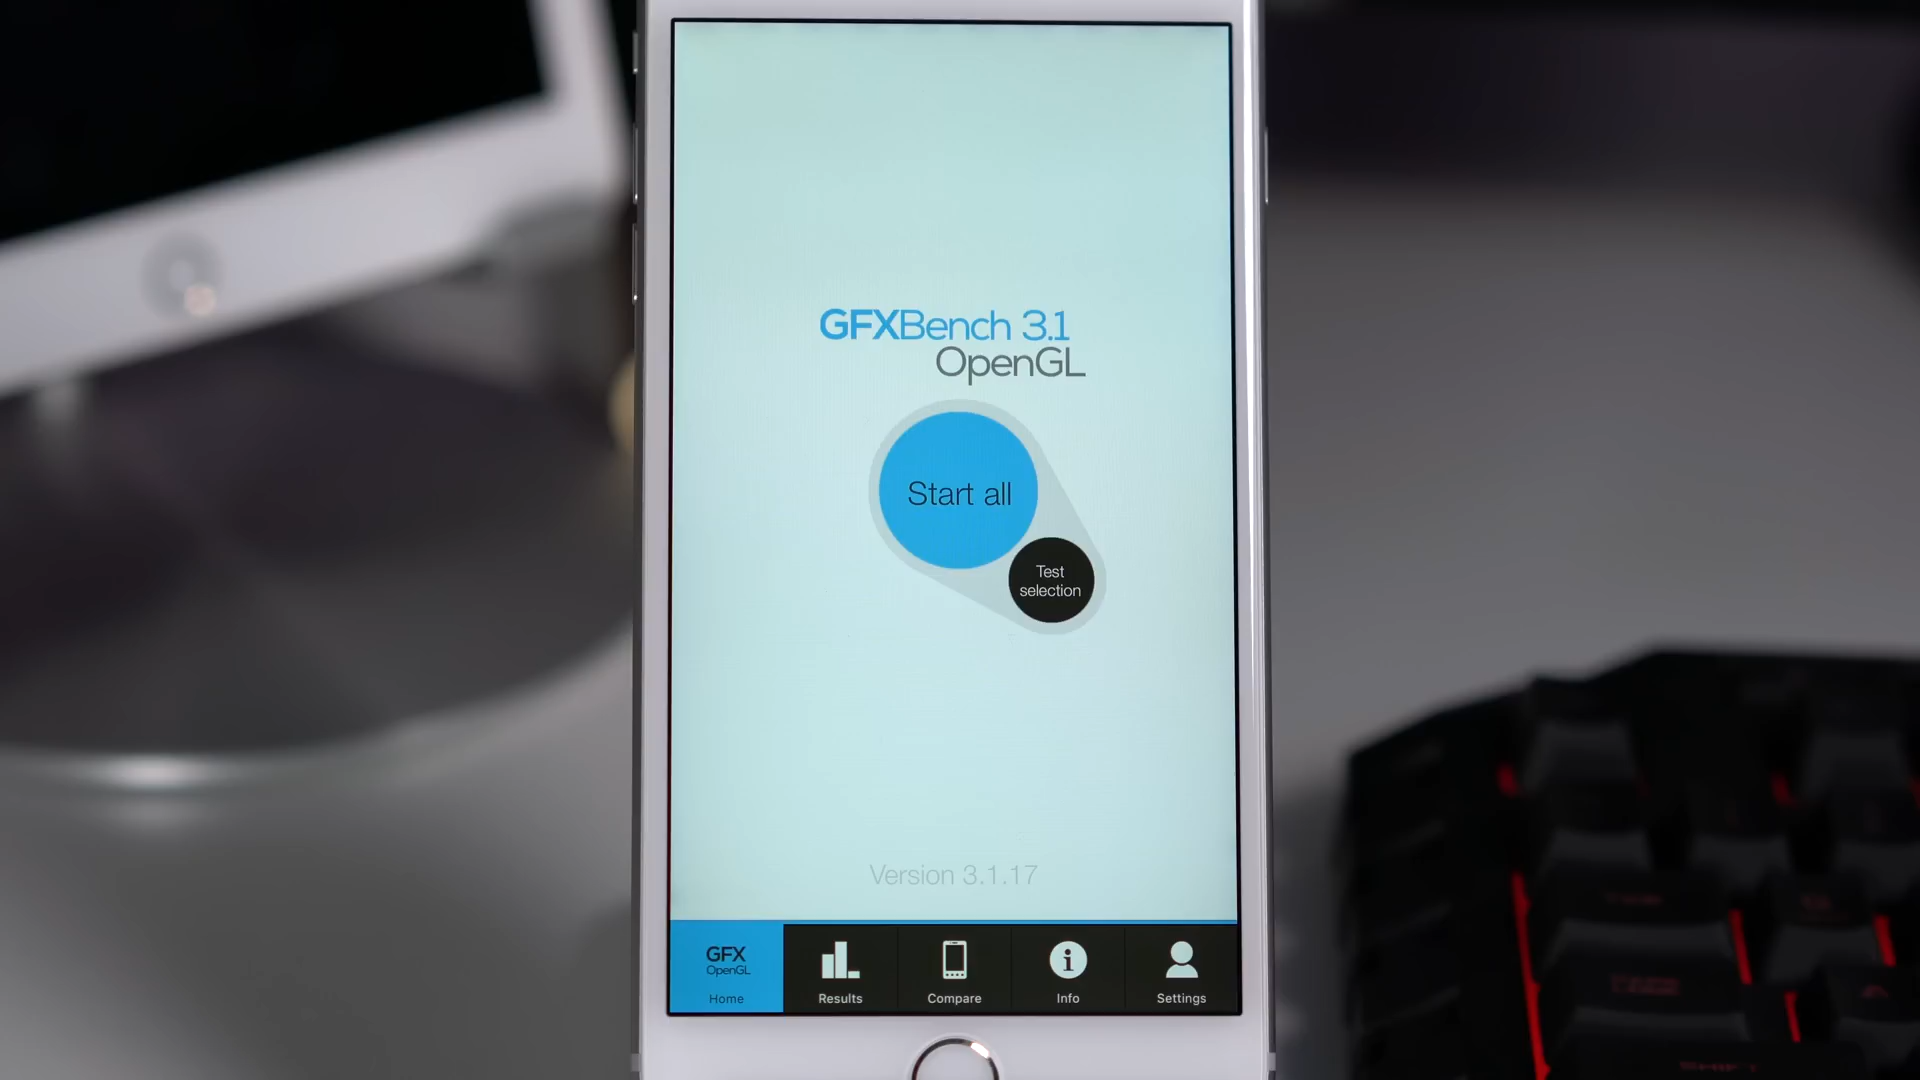 GFXBench 3.1
OpenGL
Start all
Test
selection
Version 3.1.17
GFX
OpenGL
Home
Results
Compare
Info
Settings
SHIFT